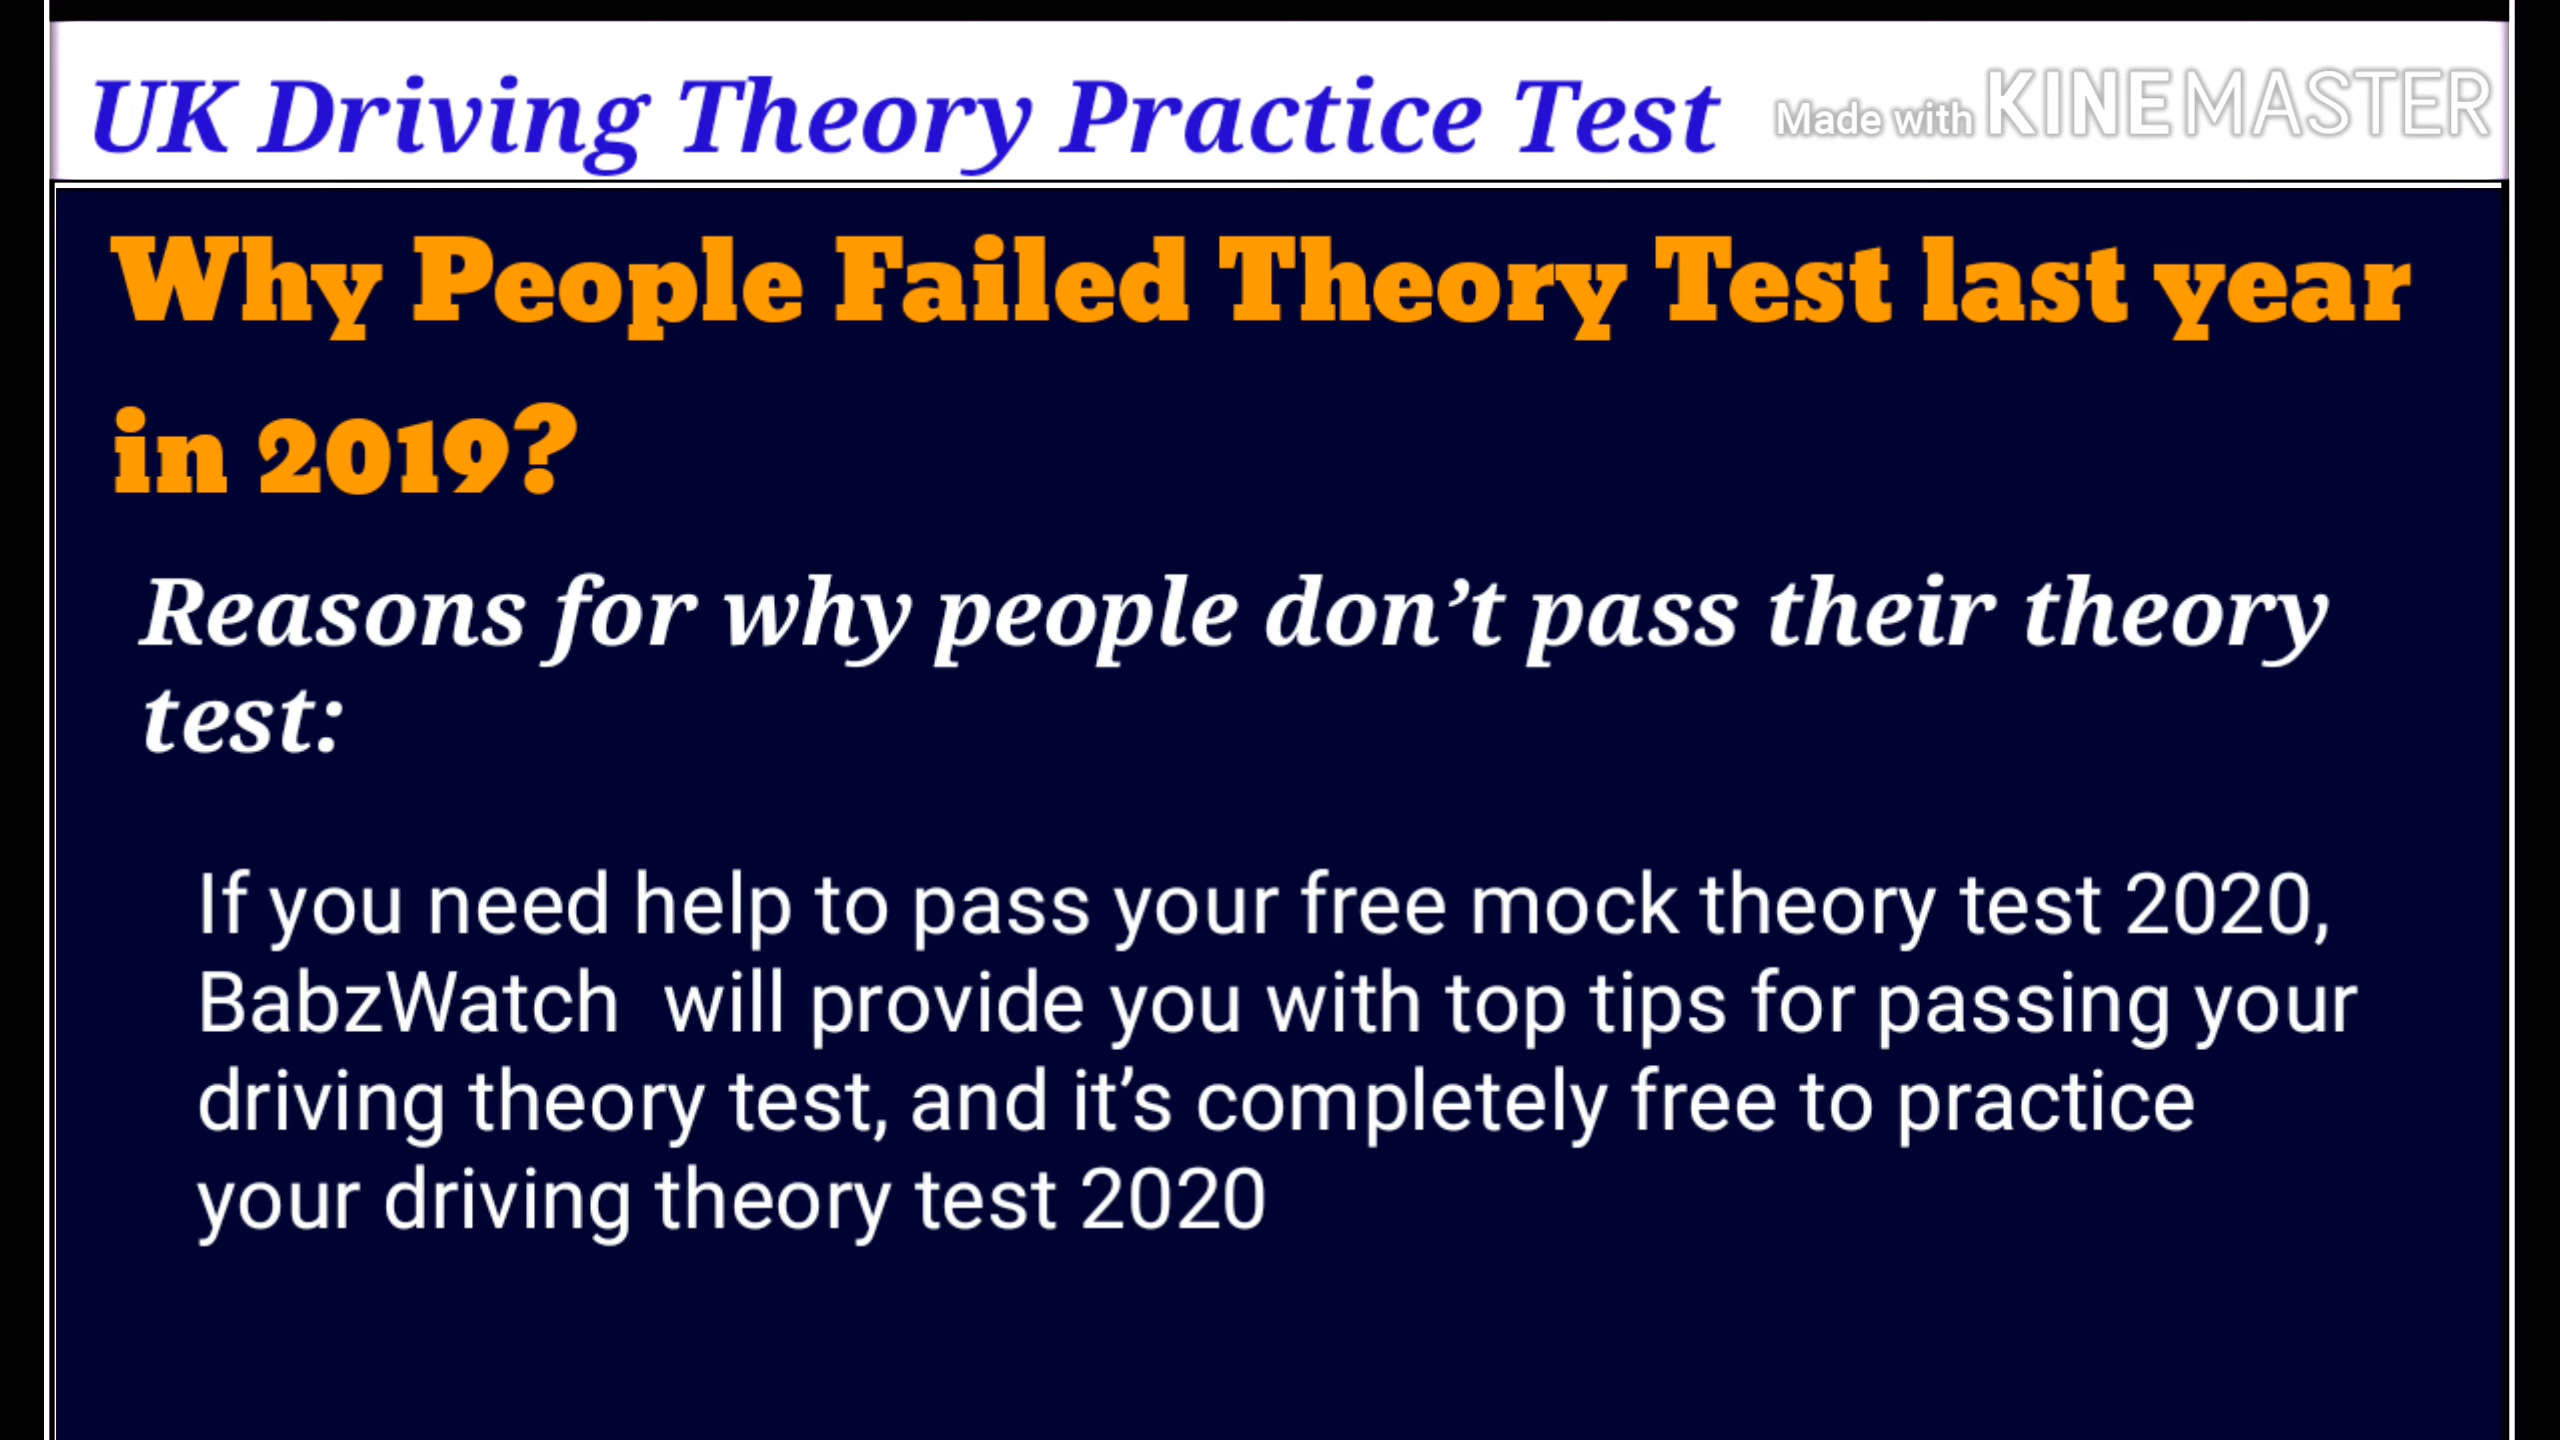 UK Driving Theory Practice Test
Made with KINEMASTER
Why People Failed Theory Test last year
in 2019?
Reasons for why people don’t pass their theory
test:
If you need help to pass your free mock theory test 2020,
BabzWatch  will provide you with top tips for passing your
driving theory test, and it’s completely free to practice
your driving theory test 2020